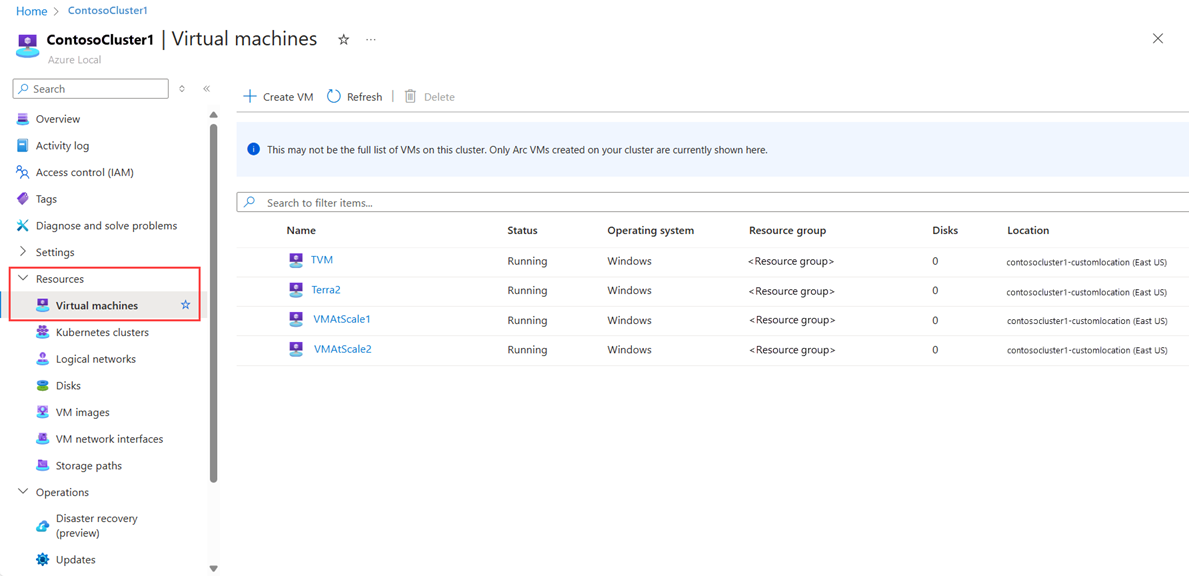 Home > ContosoCluster1
ContosoCluster1 | Virtual machines
Azure Local
Search
Overview
Activity log
Access control (IAM)
Tags
Diagnose and solve problems
Settings
Resources
Virtual machines
Kubernetes clusters
Logical networks
Disks
VM images
VM network interfaces
Storage paths
Operations
Disaster recovery
(preview)
Updates
Create VM Refresh | Delete
This may not be the full list of VMs on this cluster. Only Arc VMs created on your cluster are currently shown here.
Search to filter items...
Name Status Operating system Resource group Disks Location
TVM Running Windows <Resource group> 0 contosocluster1-customlocation (East US)
Terra2 Running Windows <Resource group> 0 contosocluster1-customlocation (East US)
VMAtScale1 Running Windows <Resource group> 0 contosocluster1-customlocation (East US)
VMAtScale2 Running Windows <Resource group> 0 contosocluster1-customlocation (East US)